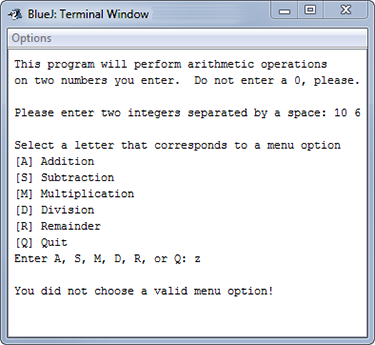 BlueJ: Terminal Window
Options
This program will perform arithmetic operations
on two numbers you enter.  Do not enter a 0, please.
Please enter two integers separated by a space: 10 6
Select a letter that corresponds to a menu option
[A] Addition
[S] Subtraction
[M] Multiplication
[D] Division
[R] Remainder
[Q] Quit
Enter A, S, M, D, R, or Q: z
You did not choose a valid menu option!